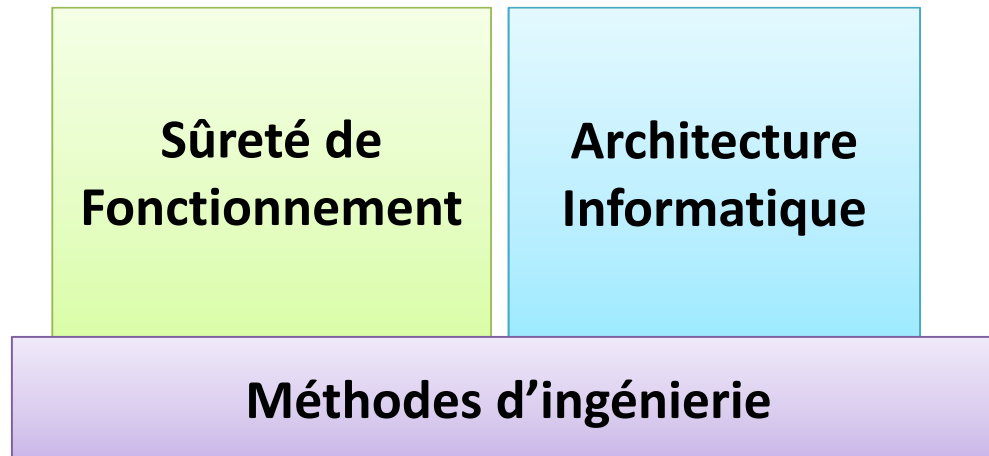 Sûreté de
Fonctionnement
Architecture
Informatique
Méthodes d’ingénierie